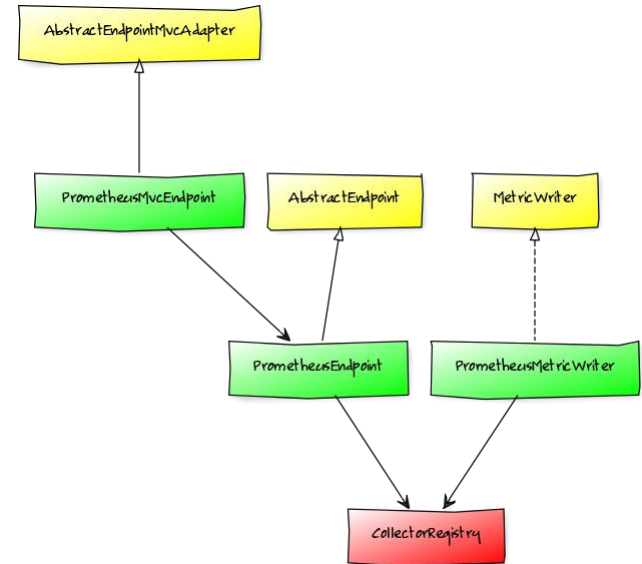 AbstractEndpointMvcAdapter
PrometheusMvcEndpoint
AbstractEndpoint
MetricWriter
PrometheusEndpoint
PrometheusMetricWriter
CollectorRegistry